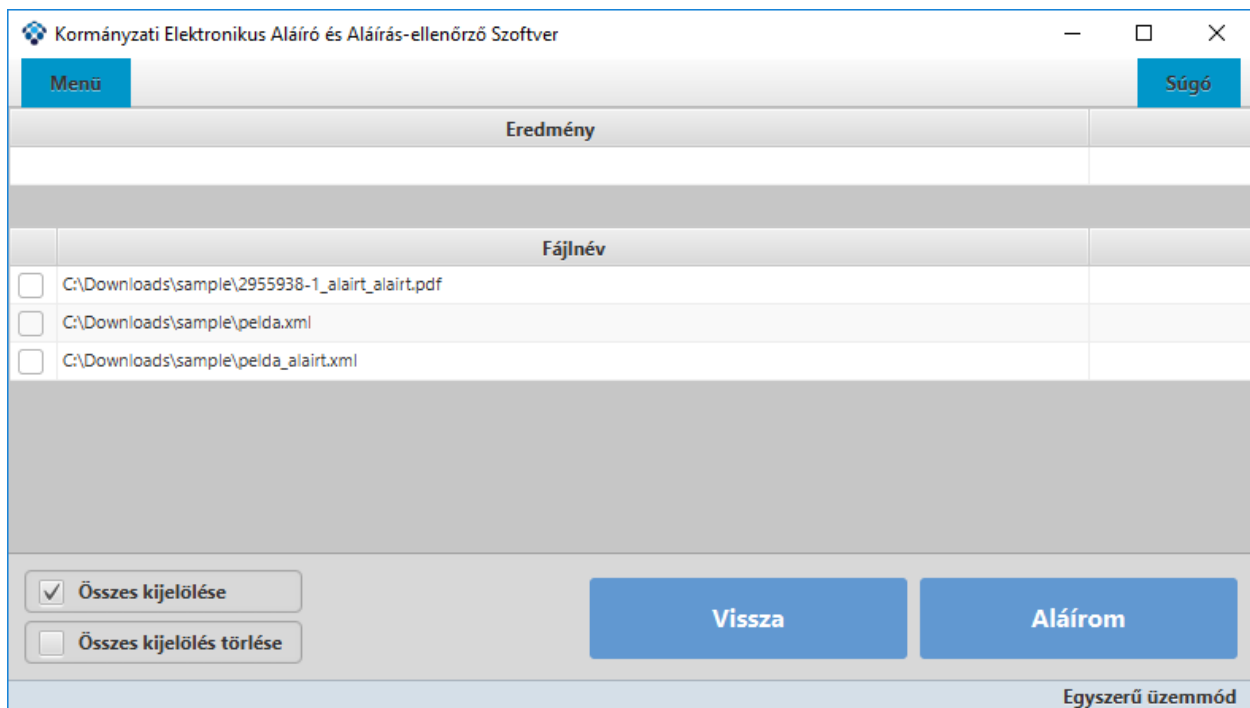 Kormányzati Elektronikus Aláíró és Aláírás-ellenőrző Szoftver
Menü
Súgó
Eredmény
Fájlnév
C:\Downloads\sample\2955938-1_alairt_alairt.pdf
C:\Downloads\sample\pelda.xml
C:\Downloads\sample\pelda_alairt.xml
Összes kijelölése
Összes kijelölés törlése
Vissza
Aláírom
Egyszerű üzemmód